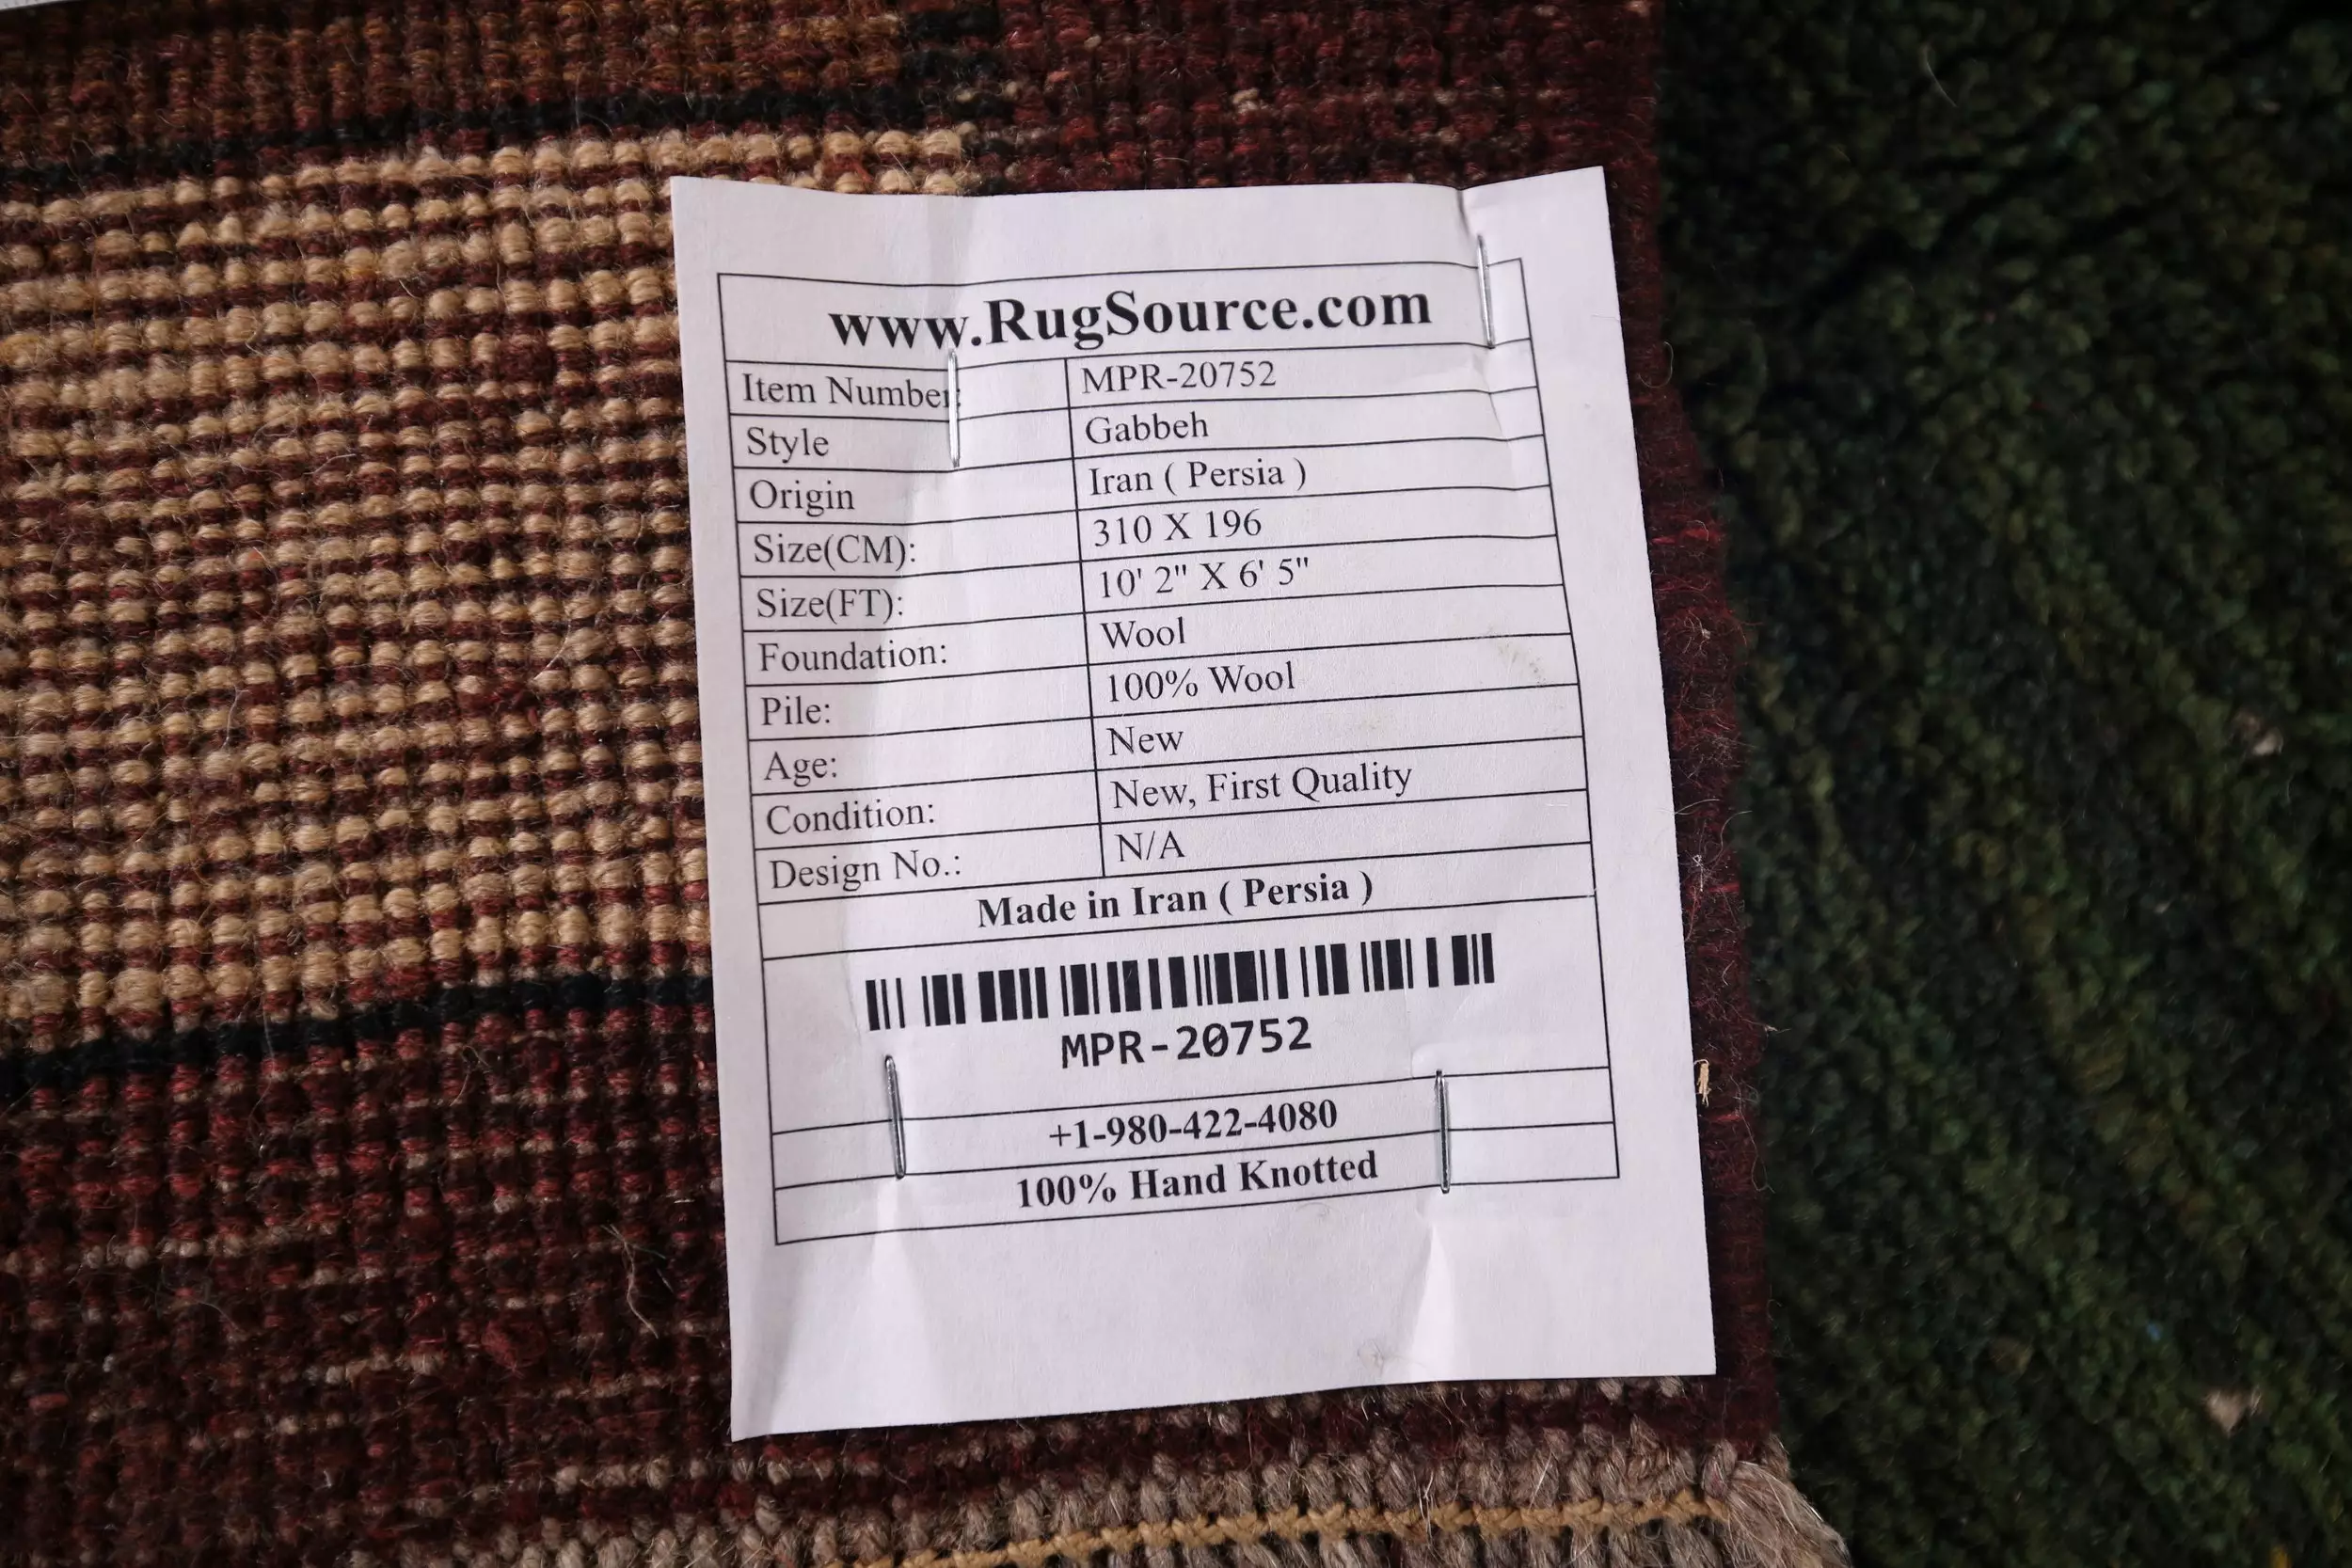 www.RugSource.com
Item Number: MPR-20752
Style Gabbeh
Origin Iran ( Persia )
Size(CM): 310 X 196
Size(FT): 10' 2" X 6' 5"
Foundation: Wool
Pile: 100% Wool
Age: New
Condition: New, First Quality
Design No.: N/A
Made in Iran ( Persia )
MPR-20752
+1-980-422-4080
100% Hand Knotted